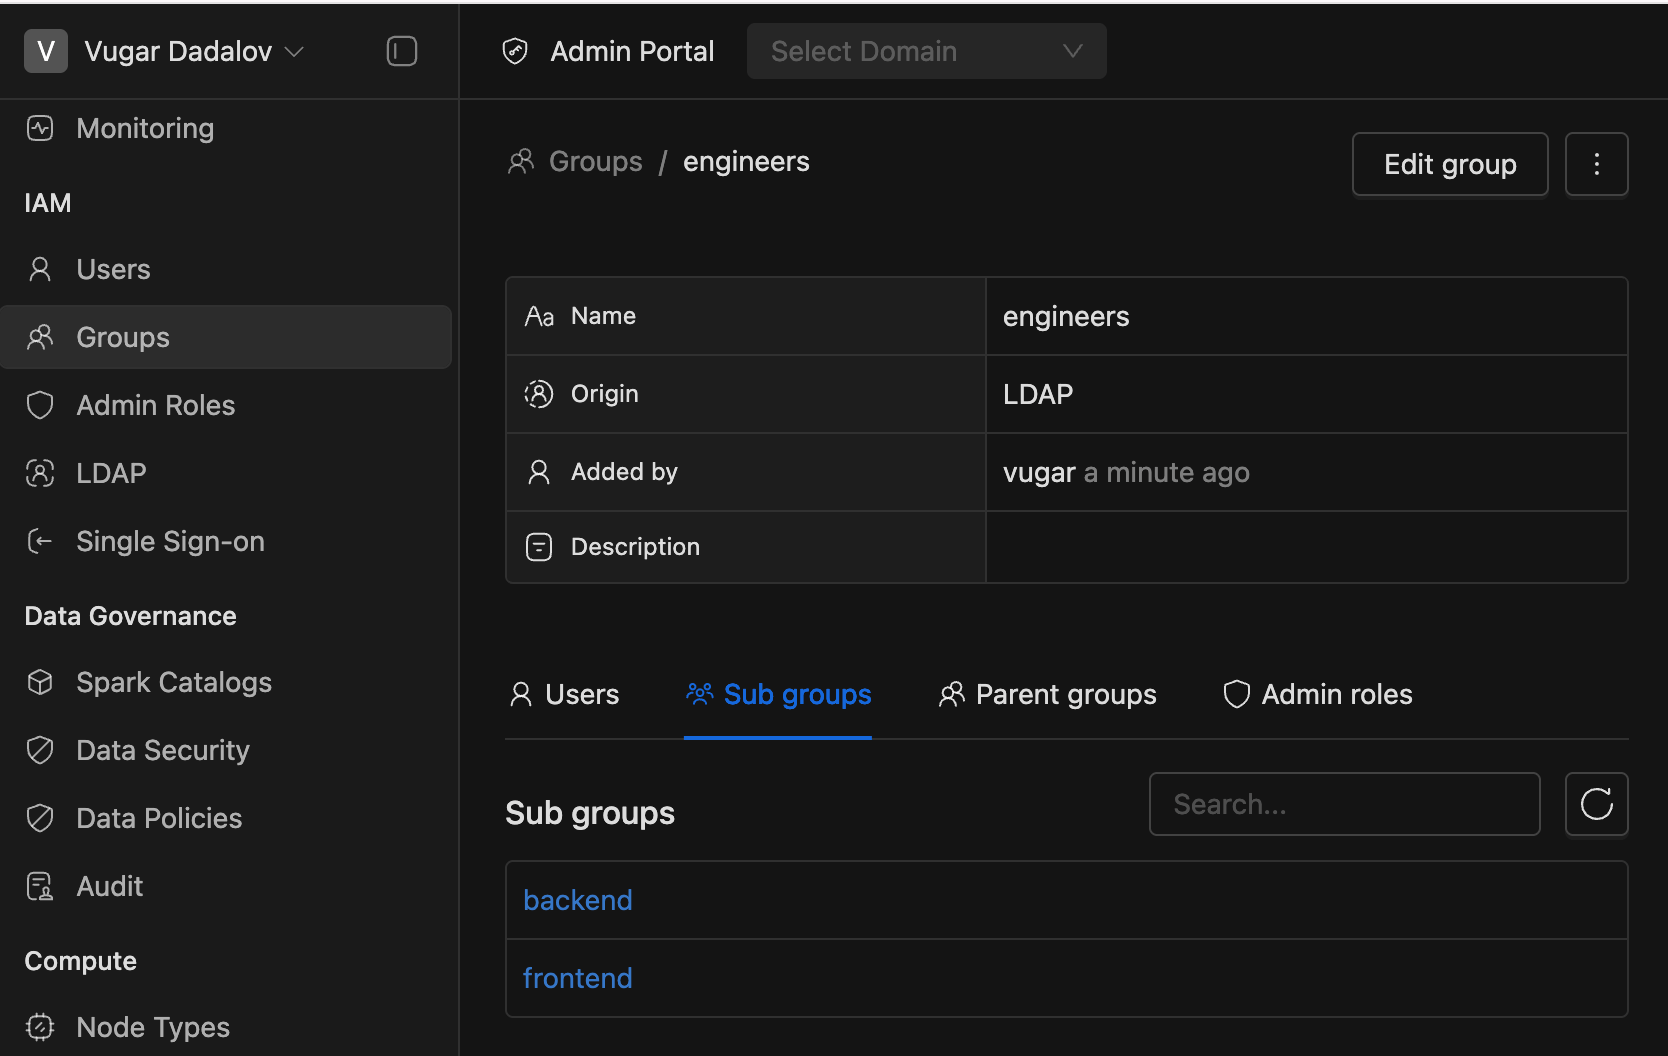 V Vugar Dadalov
Monitoring
IAM
Users
Groups
Admin Roles
LDAP
Single Sign-on
Data Governance
Spark Catalogs
Data Security
Data Policies
Audit
Compute
Node Types
Admin Portal Select Domain
Groups / engineers
Edit group
Aa Name engineers
Origin LDAP
Added by vugar a minute ago
Description
Users Sub groups Parent groups Admin roles
Sub groups Search...
backend
frontend